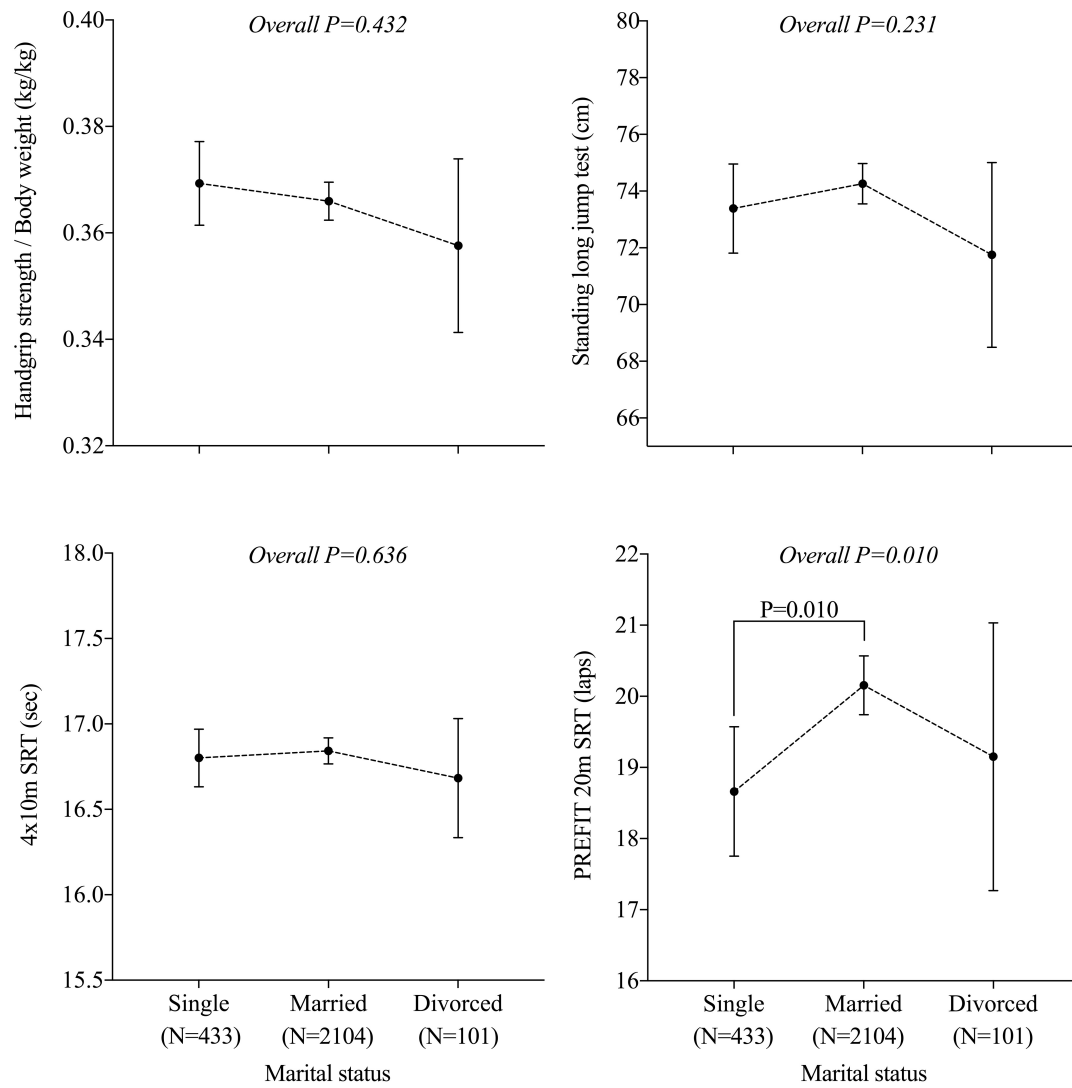 Overall P=0.432
Handgrip strength / Body weight (kg/kg)
0.40
0.38
0.36
0.34
0.32
Overall P=0.231
Standing long jump test (cm)
80
78
76
74
72
70
68
66
Overall P=0.636
4x10m SRT (sec)
18.0
17.5
17.0
16.5
16.0
15.5
Single Married Divorced
(N=433) (N=2104) (N=101)
Marital status
Overall P=0.010
P=0.010
PREFIT 20m SRT (laps)
22
21
20
19
18
17
16
Single Married Divorced
(N=433) (N=2104) (N=101)
Marital status